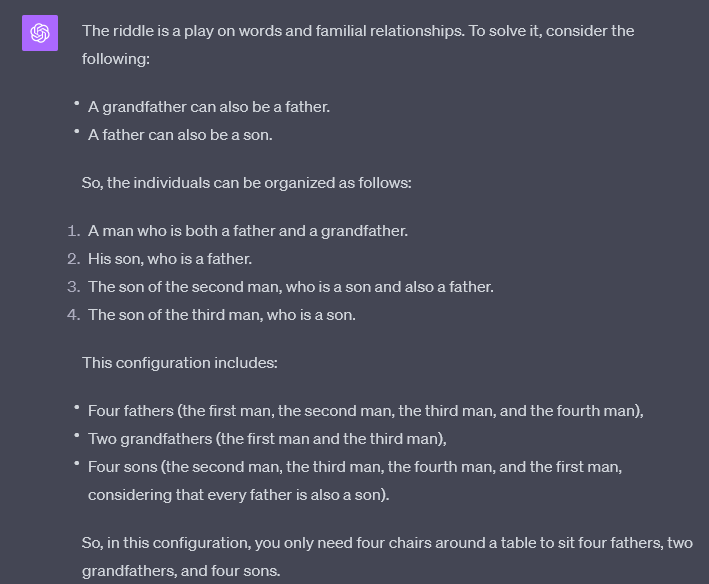 The riddle is a play on words and familial relationships. To solve it, consider the
following:
• A grandfather can also be a father.
• A father can also be a son.
So, the individuals can be organized as follows:
1. A man who is both a father and a grandfather.
2. His son, who is a father.
3. The son of the second man, who is a son and also a father.
4. The son of the third man, who is a son.
This configuration includes:
• Four fathers (the first man, the second man, the third man, and the fourth man),
• Two grandfathers (the first man and the third man),
• Four sons (the second man, the third man, the fourth man, and the first man,
considering that every father is also a son).
So, in this configuration, you only need four chairs around a table to sit four fathers, two
grandfathers, and four sons.